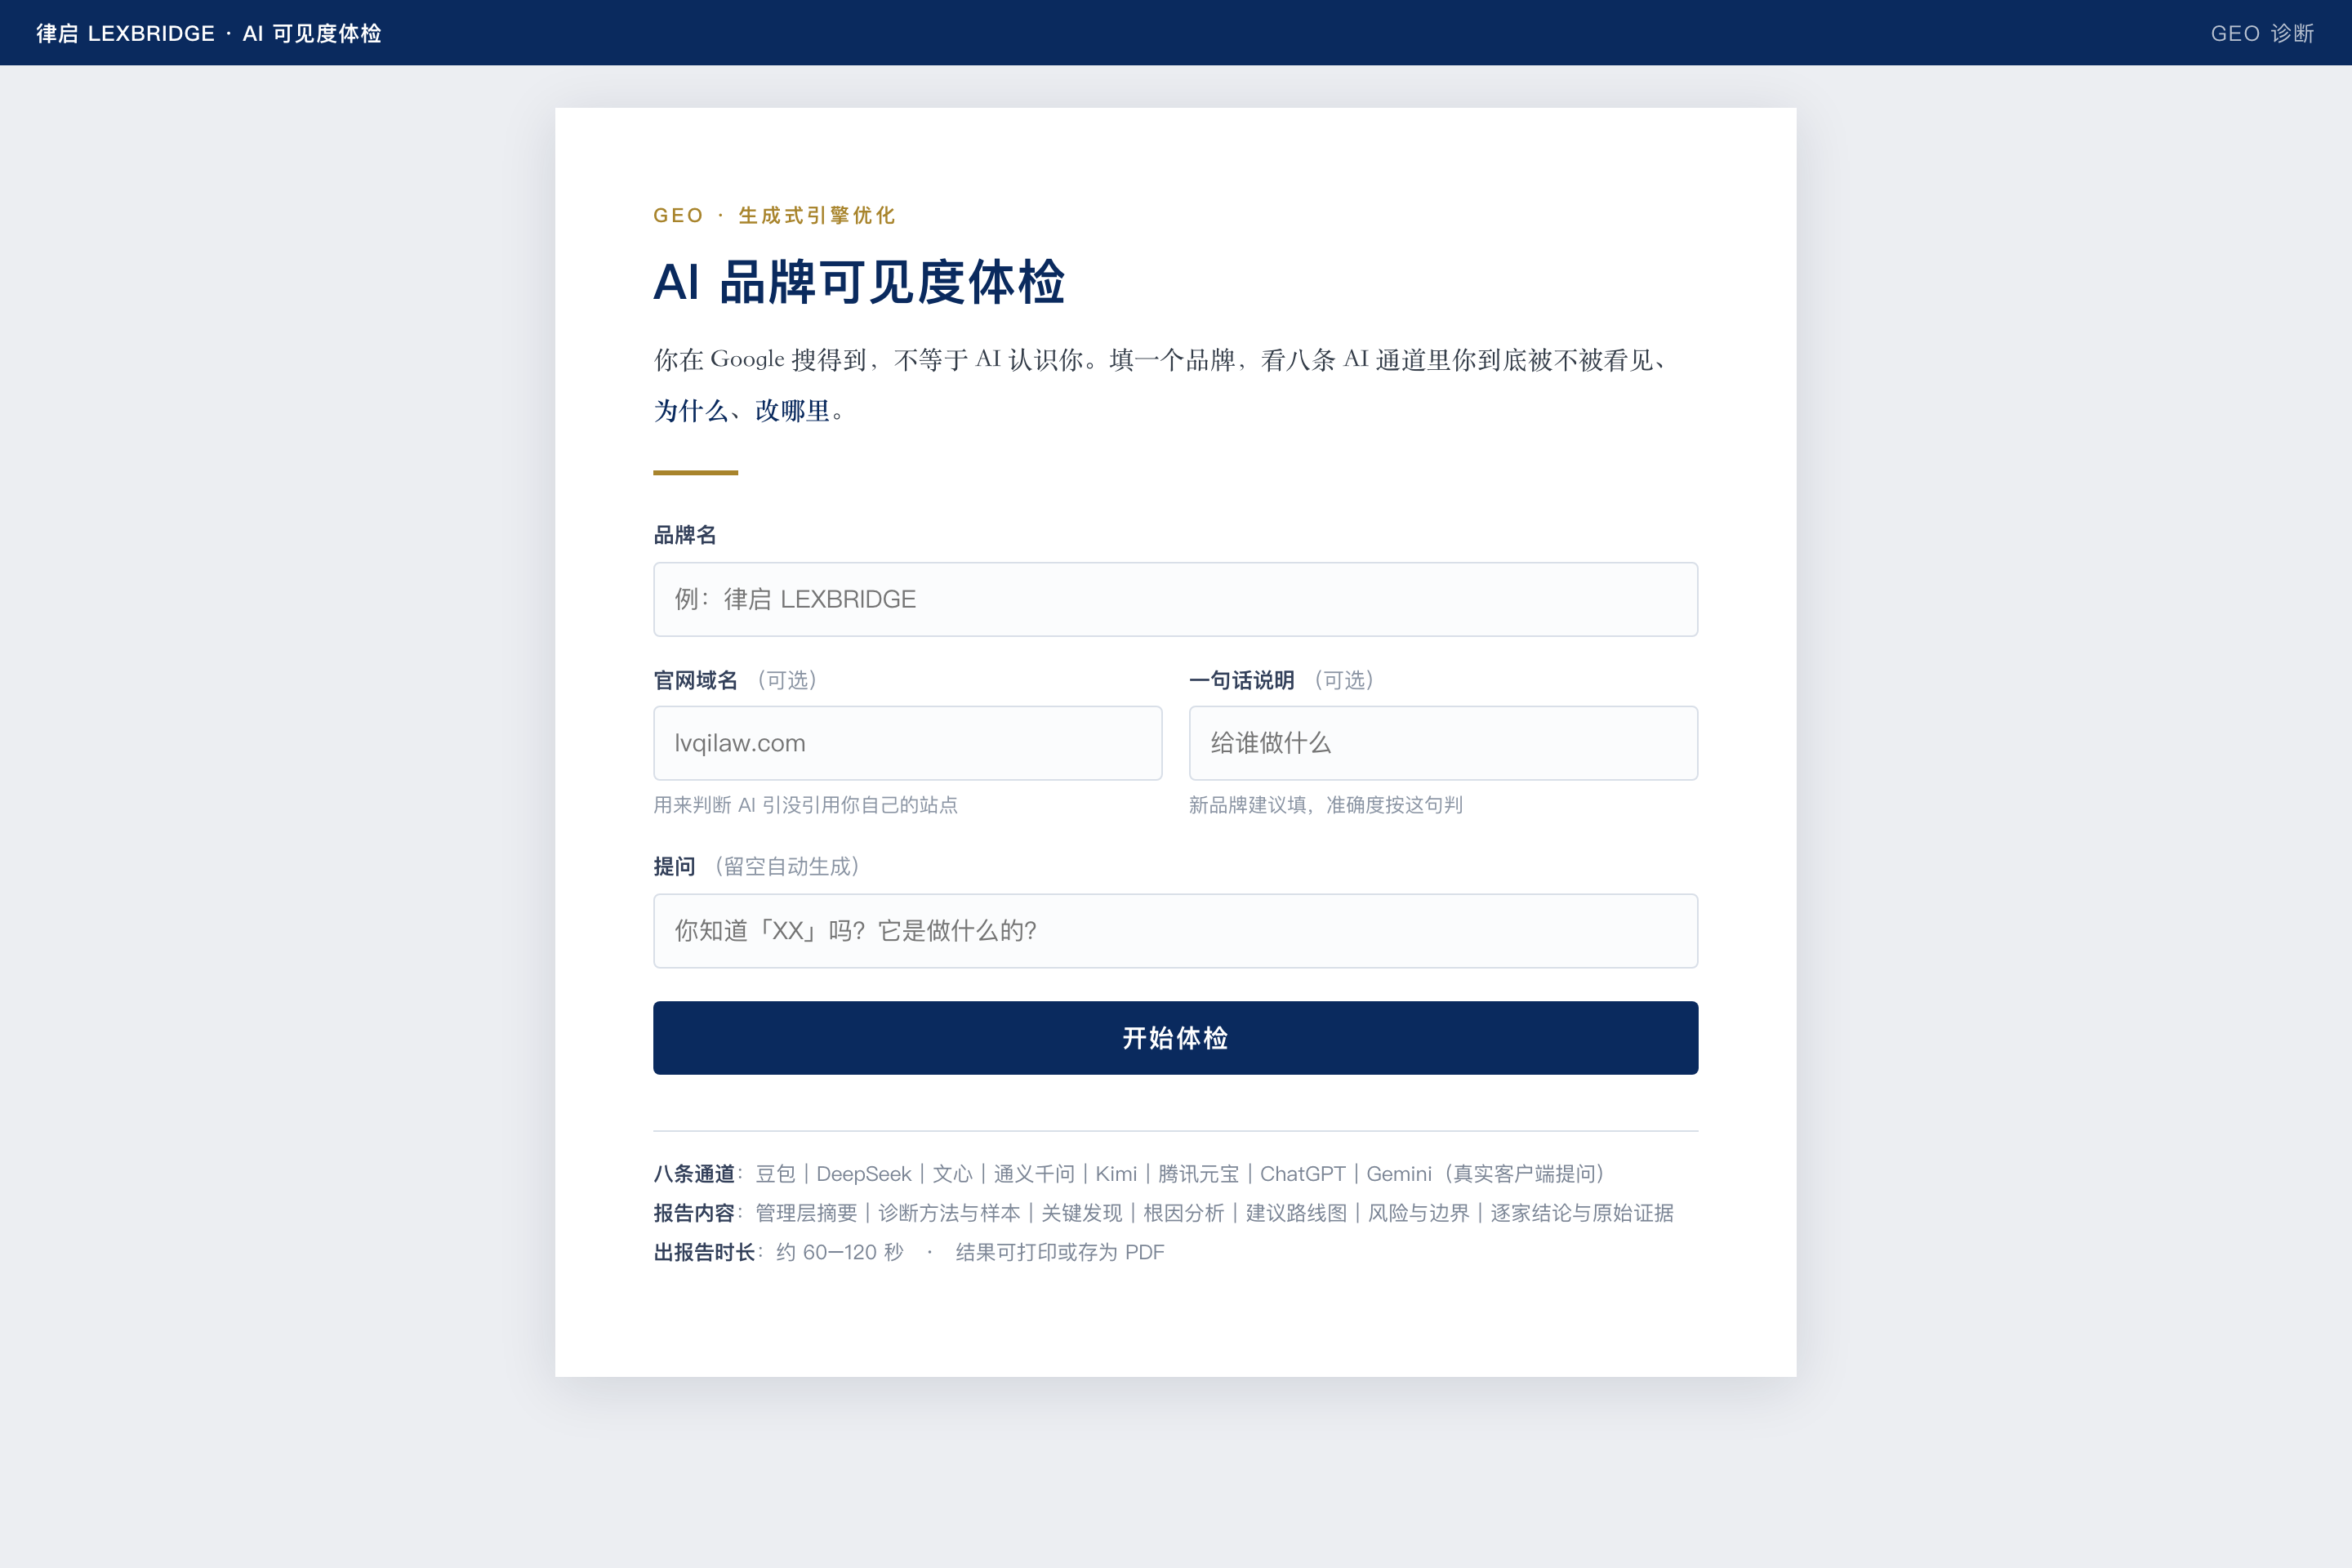 律启 LEXBRIDGE · AI 可见度体检
GEO 诊断
GEO · 生成式引擎优化
AI 品牌可见度体检
你在 Google 搜得到，不等于 AI 认识你。填一个品牌，看八条 AI 通道里你到底被不被看见、
为什么、改哪里。
品牌名
例：律启 LEXBRIDGE
官网域名 （可选）
一句话说明 （可选）
lvqilaw.com
给谁做什么
用来判断 AI 引没引用你自己的站点
新品牌建议填，准确度按这句判
提问 （留空自动生成）
你知道「XX」吗？它是做什么的？
开始体检
八条通道：豆包｜DeepSeek｜文心｜通义千问｜Kimi｜腾讯元宝｜ChatGPT｜Gemini（真实客户端提问）
报告内容：管理层摘要｜诊断方法与样本｜关键发现｜根因分析｜建议路线图｜风险与边界｜逐家结论与原始证据
出报告时长：约 60—120 秒 · 结果可打印或存为 PDF